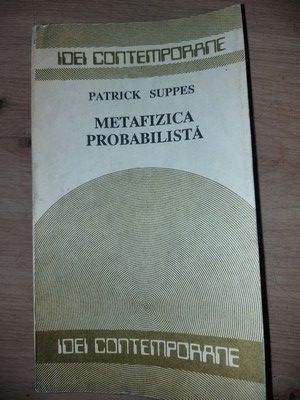 IDEI CONTEMPORANE
PATRICK SUPPES
METAFIZICA
PROBABILISTĂ
IDEI CONTEMPORANE